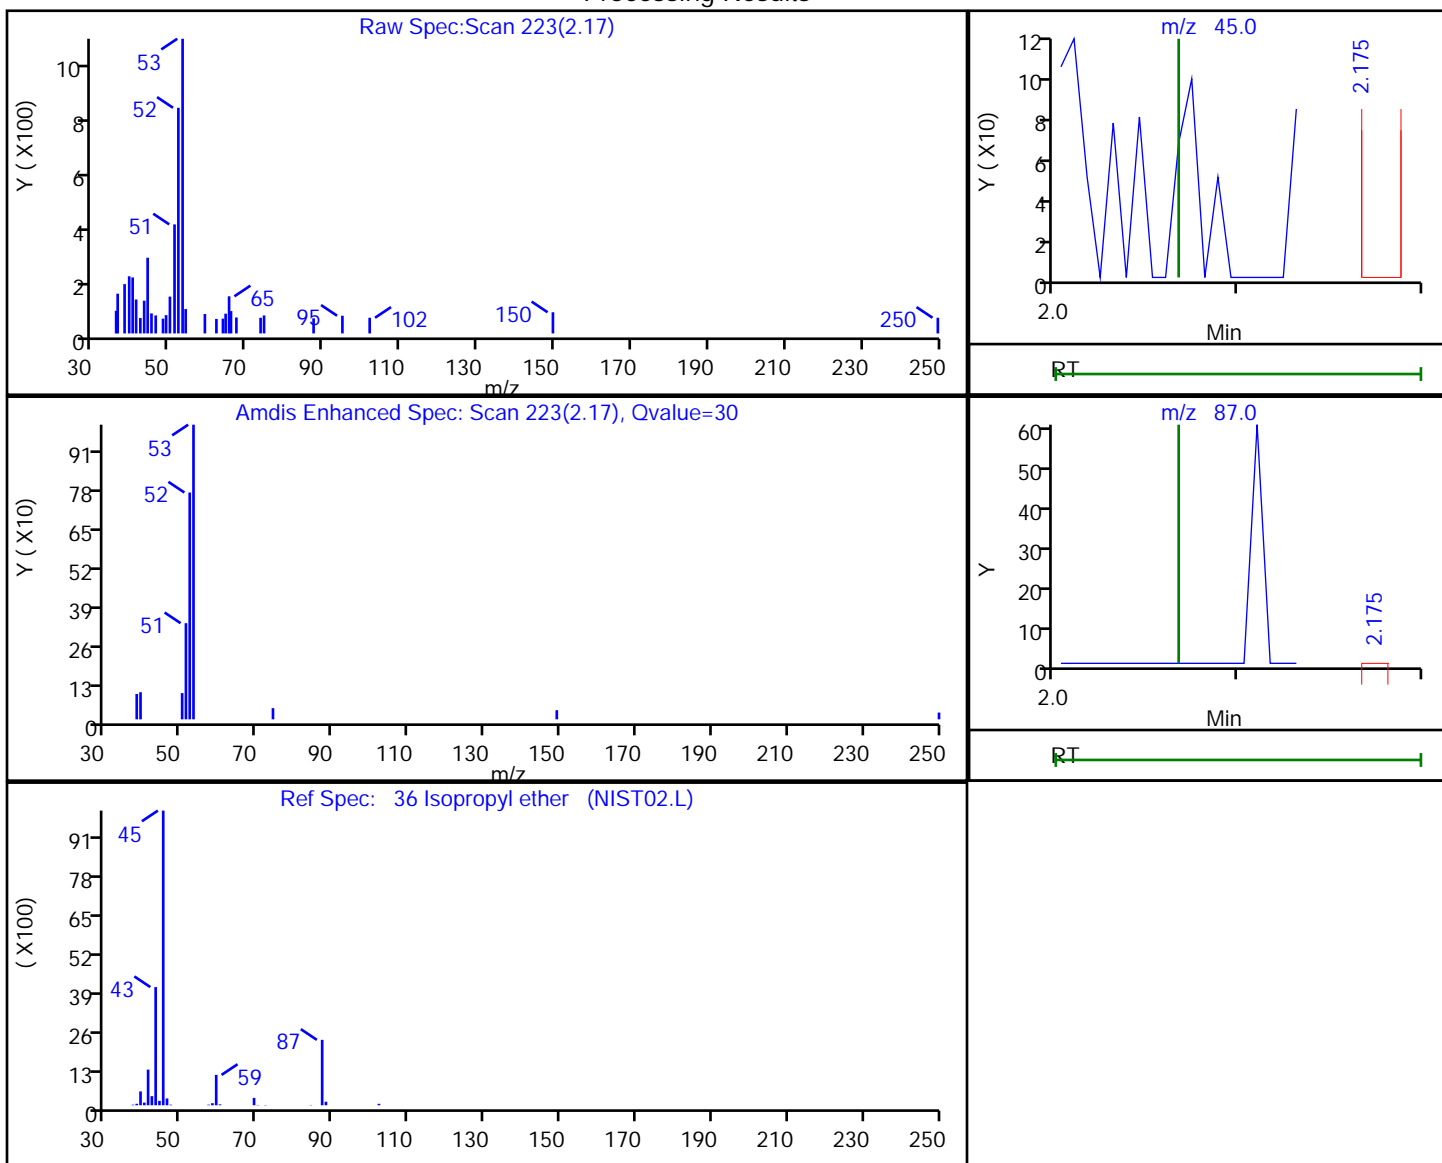 Processing Results
Raw Spec:Scan 223(2.17)
Y ( X100)
10
8
6
4
2
0
53
52
51
65
95
102
150
250
30 50 70 90 110 130 150 170 190 210 230 250
m/z
m/z 45.0
Y ( X10)
12
10
8
6
4
2
0
2.175
2.0
Min
RT
Amdis Enhanced Spec: Scan 223(2.17), Qvalue=30
Y ( X10)
91
78
65
52
39
26
13
0
53
52
51
30 50 70 90 110 130 150 170 190 210 230 250
m/z
m/z 87.0
Y
60
50
40
30
20
10
0
2.175
2.0
Min
RT
Ref Spec: 36 Isopropyl ether (NIST02.L)
( X100)
91
78
65
52
39
26
13
0
45
43
59
87
30 50 70 90 110 130 150 170 190 210 230 250